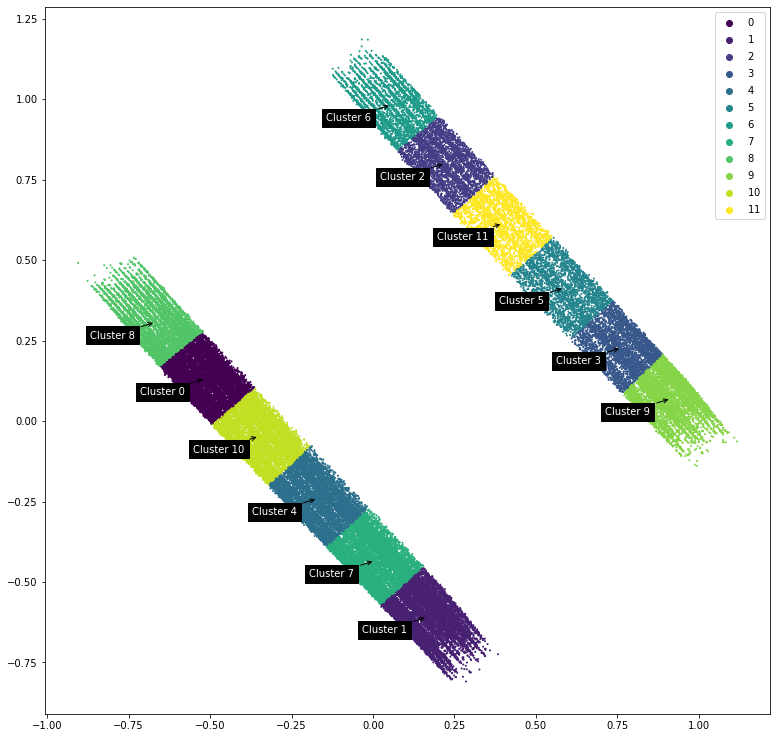 1.25
1.00
0.75
0.50
0.25
0.00
−0.25
−0.50
−0.75
−1.00
−0.75
−0.50
−0.25
0.00
0.25
0.50
0.75
1.00
0
1
2
3
4
5
6
7
8
9
10
11
Cluster 6
Cluster 2
Cluster 11
Cluster 5
Cluster 3
Cluster 9
Cluster 8
Cluster 0
Cluster 10
Cluster 4
Cluster 7
Cluster 1